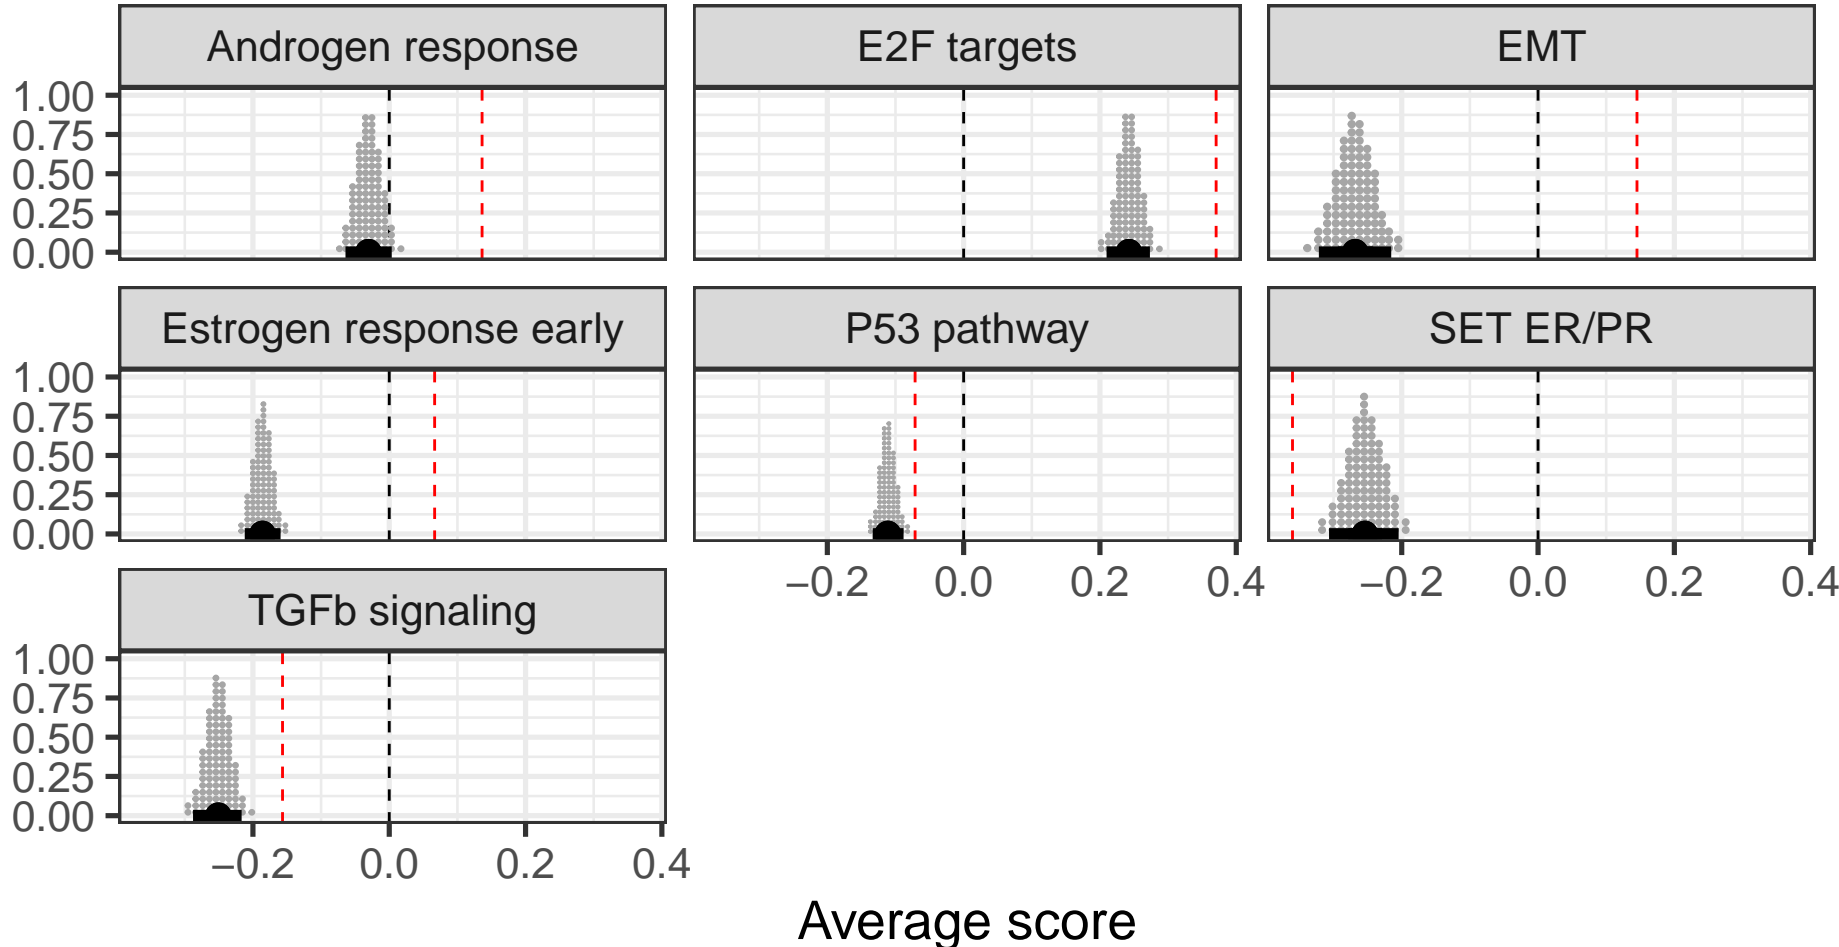 Androgen response
E2F targets
EMT
1.00
0.75
0.50
0.25
0.00
Estrogen response early
P53 pathway
SET ER/PR
1.00
0.75
0.50
0.25
0.00
−0.2 0.0 0.2 0.4
−0.2 0.0 0.2 0.4
TGFb signaling
1.00
0.75
0.50
0.25
0.00
−0.2 0.0 0.2 0.4
Average score